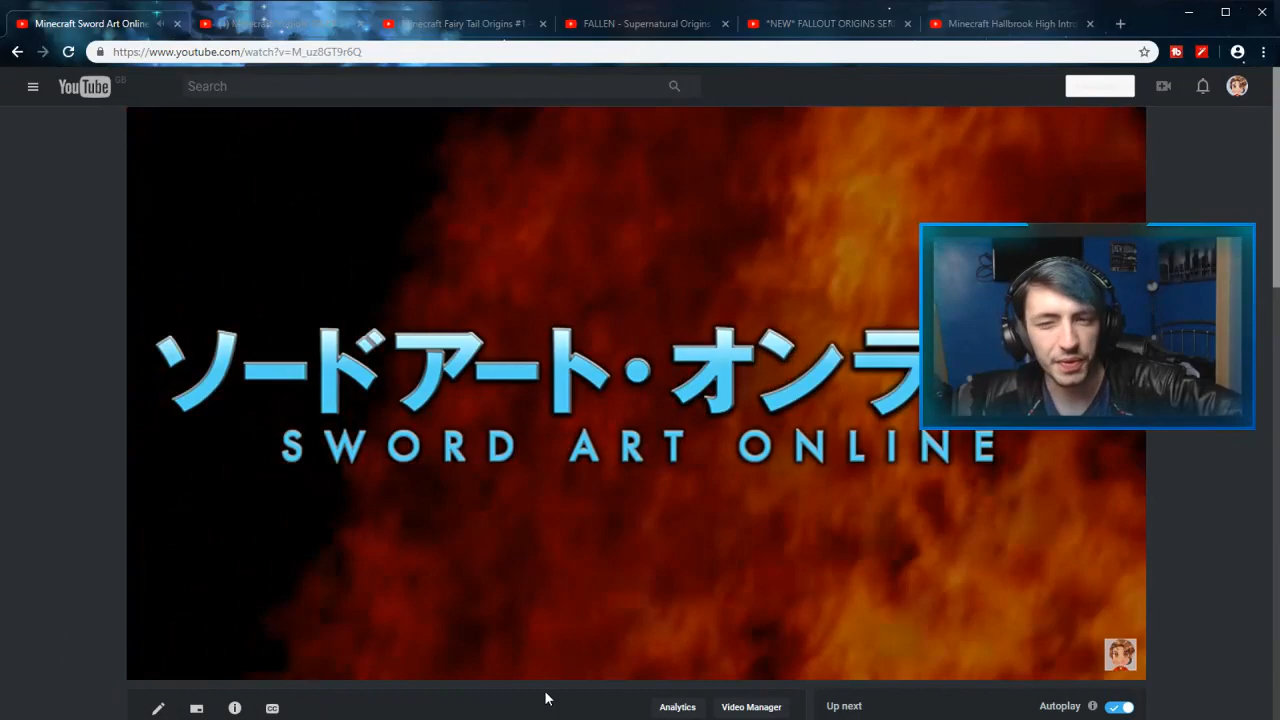 Minecraft Sword Art Online
Minecraft Fairy Tail Origins #1
FALLEN - Supernatural Origins
*NEW* FALLOUT ORIGINS SER
Minecraft Hallbrook High Intro
https://www.youtube.com/watch?v=M_uz8GT9r6Q
YouTube
GB
Search
ソードアート・オンラ
SWORD ART ONLINE
Analytics
Video Manager
Up next
Autoplay